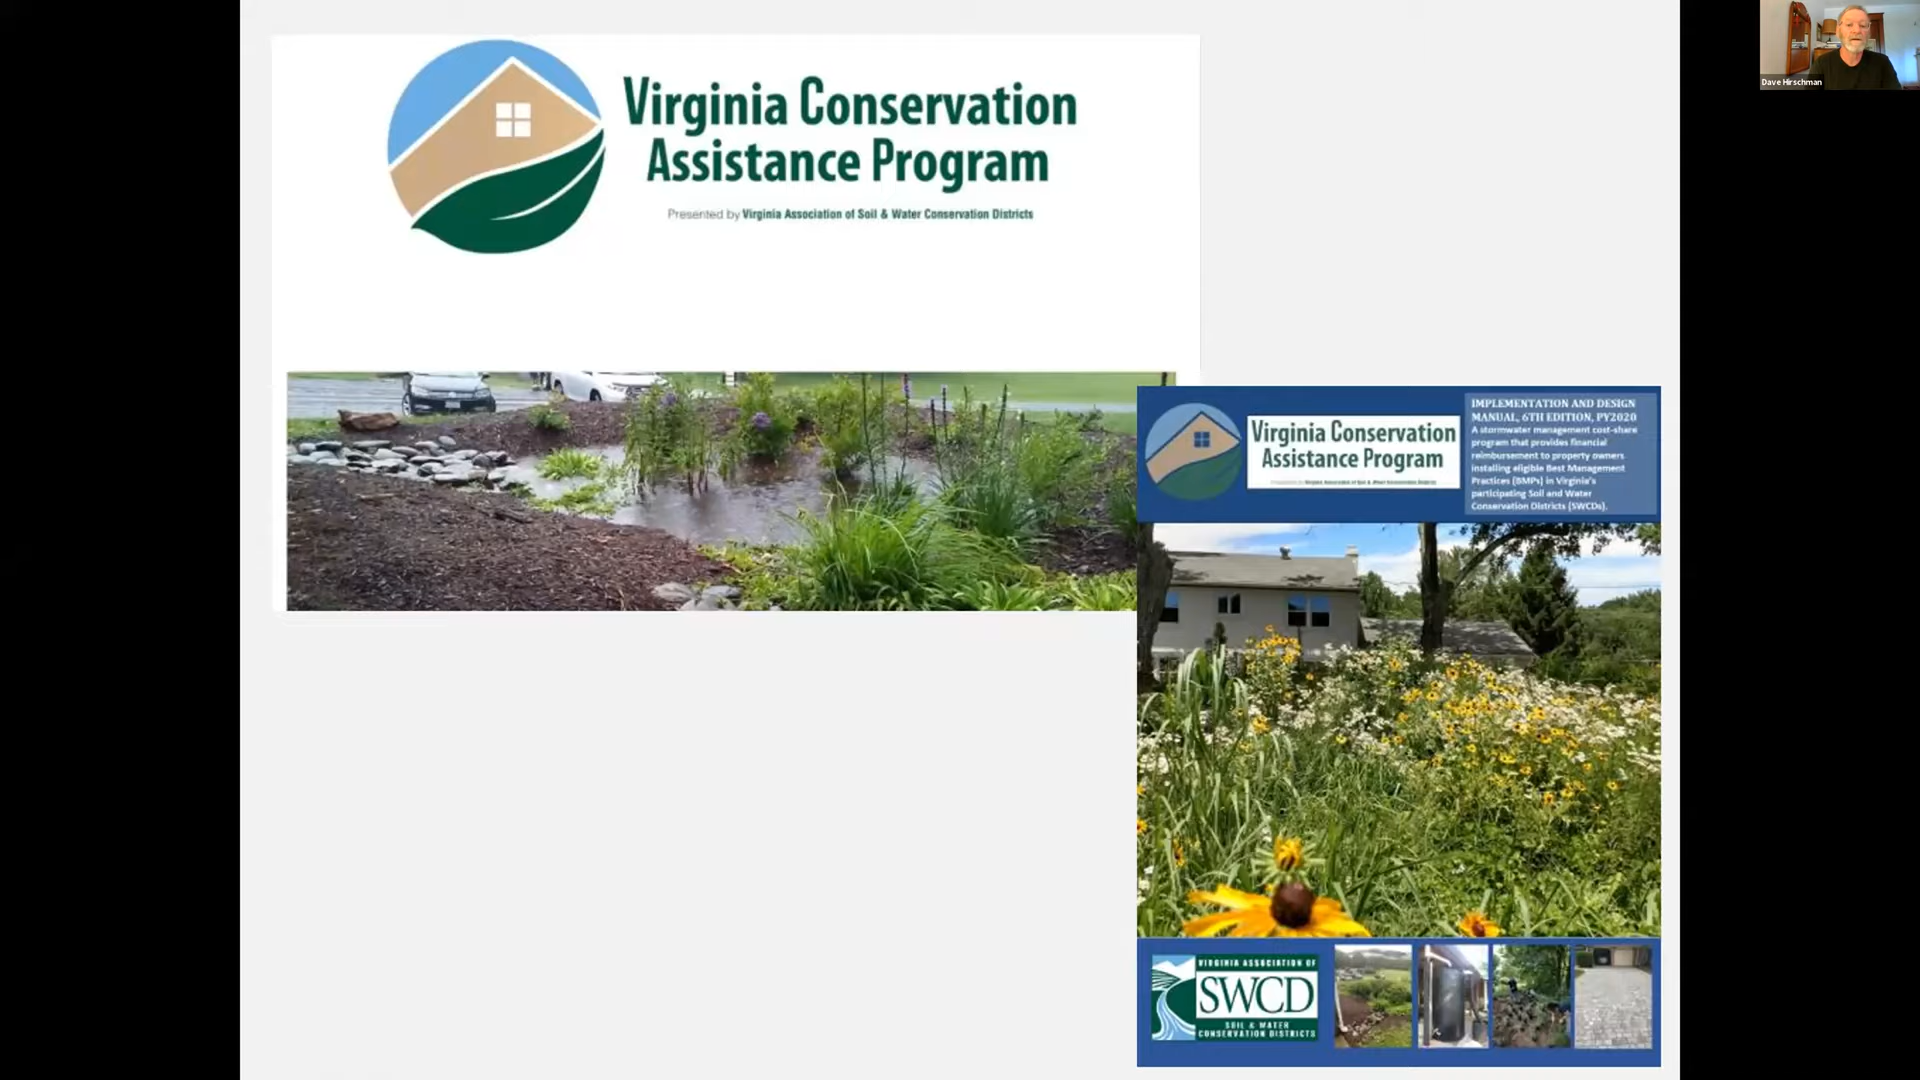 Virginia Conservation
Assistance Program
Presented by Virginia Association of Soil & Water Conservation Districts
Dave Hirschman
Virginia Conservation
Assistance Program
IMPLEMENTATION AND DESIGN
MANUAL, 6TH EDITION, PY2020
A stormwater management cost-share
program that provides financial
reimbursement to property owners
installing eligible Best Management
Practices (BMPs) in Virginia's
participating Soil and Water
Conservation Districts (SWCDs).
VIRGINIA ASSOCIATION OF
SWCD
SOIL & WATER
CONSERVATION DISTRICTS